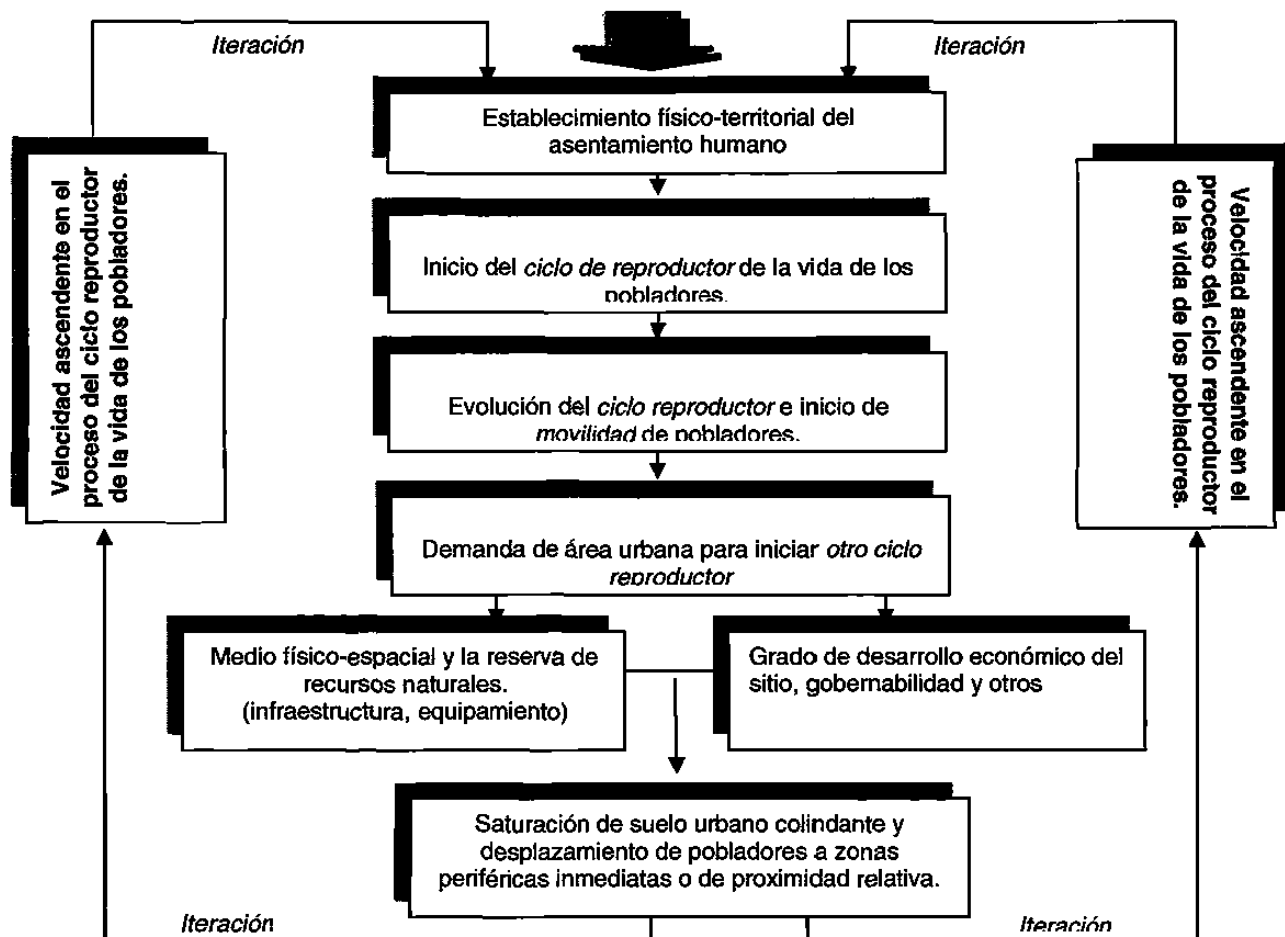 Iteración
Iteración
Establecimiento físico-territorial del
asentamiento humano
Velocidad ascendente en el
proceso del ciclo reproductor
de la vida de los pobladores.
Velocidad ascendente en el
proceso del ciclo reproductor
de la vida de los pobladores.
Inicio del ciclo de reproductor de la vida de los
pobladores.
Evolución del ciclo reproductor e inicio de
movilidad de pobladores.
Demanda de área urbana para iniciar otro ciclo
reproductor
Medio físico-espacial y la reserva de
recursos naturales.
(infraestructura, equipamiento)
Grado de desarrollo económico del
sitio, gobernabilidad y otros
Saturación de suelo urbano colindante y
desplazamiento de pobladores a zonas
periféricas inmediatas o de proximidad relativa.
Iteración
Iteración